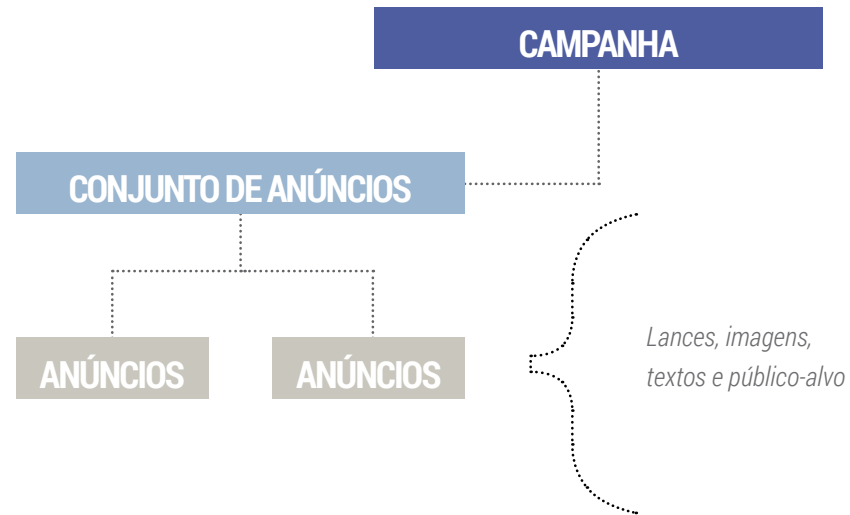 CAMPANHA
CONJUNTO DE ANÚNCIOS
ANÚNCIOS
ANÚNCIOS
Lances, imagens,
textos e público-alvo